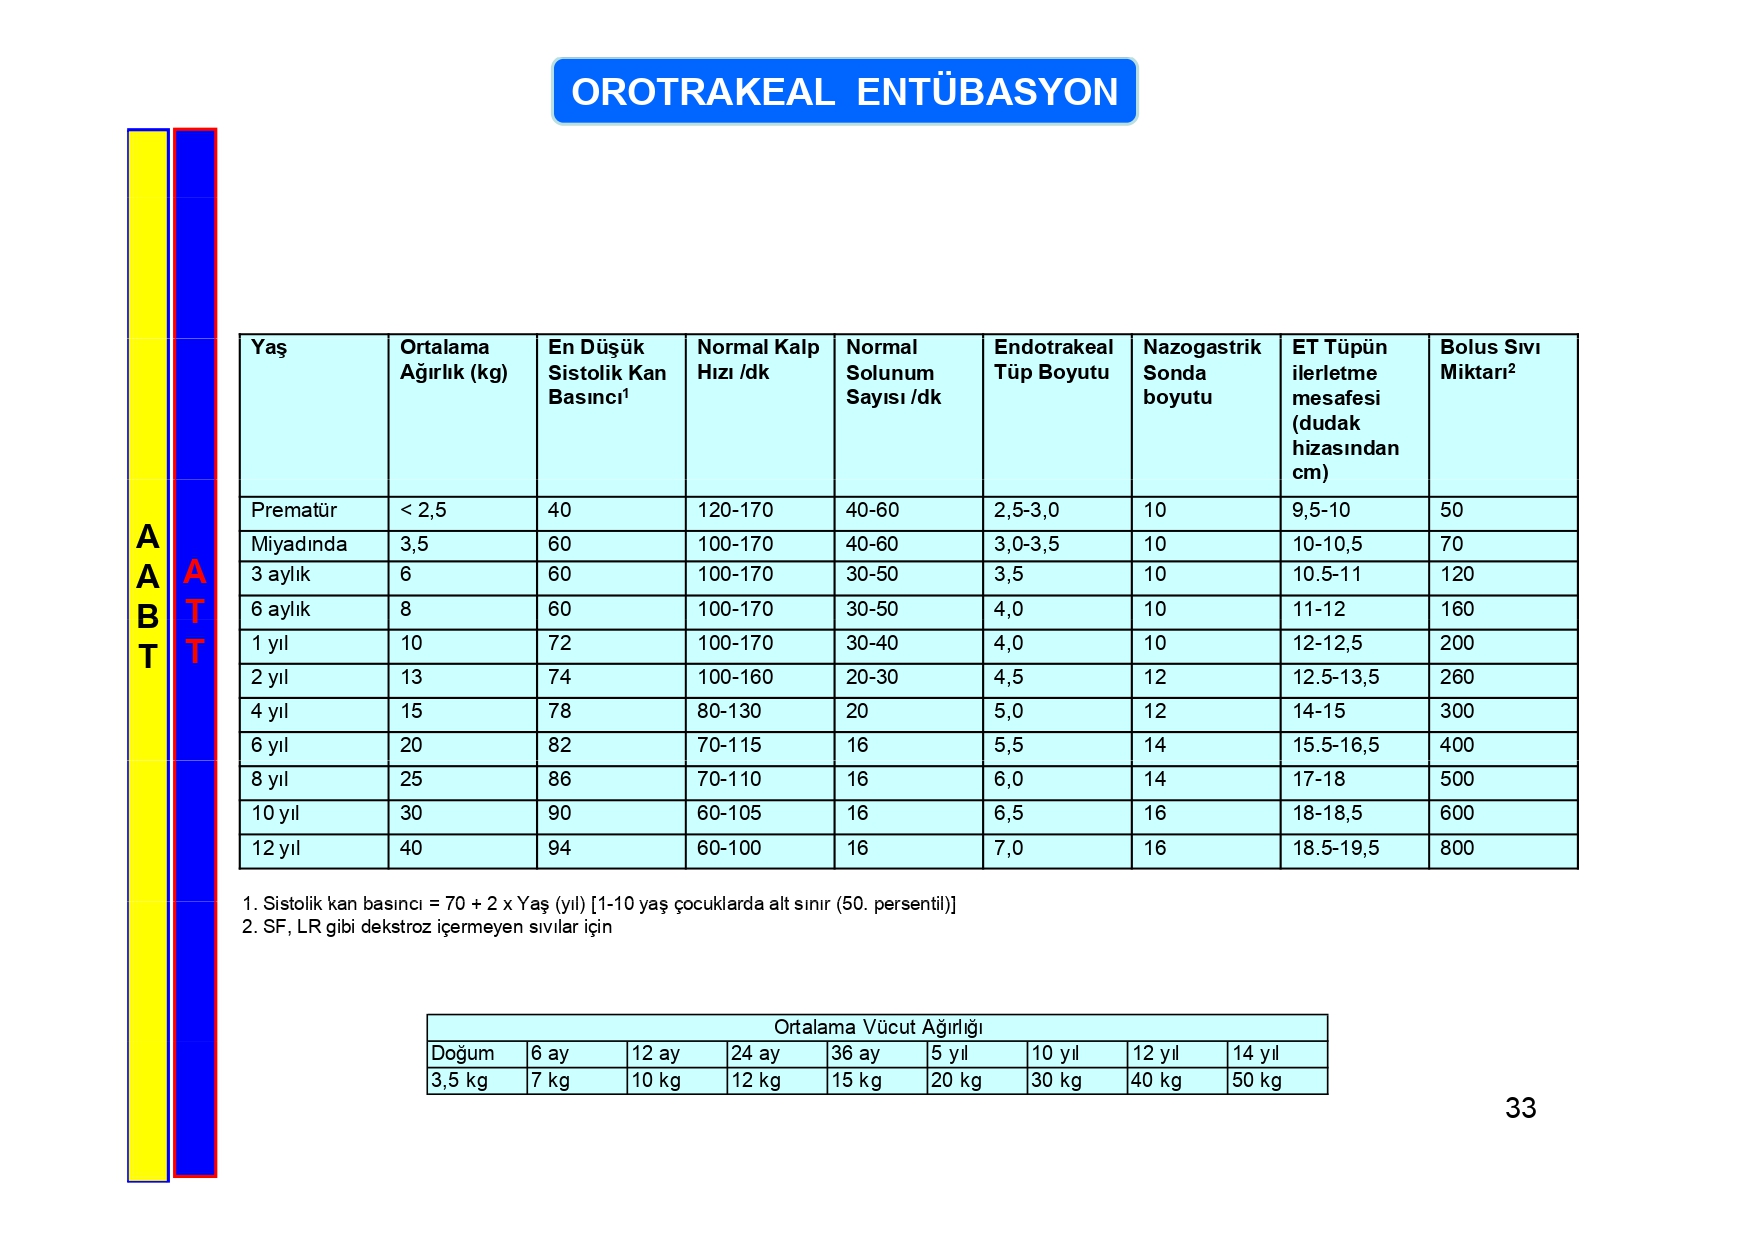 OROTRAKEAL ENTÜBASYON
A
A
B
T
A
T
T
Yaş
Ortalama
Ağırlık (kg)
En Düşük
Sistolik Kan
Basıncı¹
Normal Kalp
Hızı /dk
Normal
Solunum
Sayısı /dk
Endotrakeal
Tüp Boyutu
Nazogastrik
Sonda
boyutu
ET Tüpün
ilerletme
mesafesi
(dudak
hizasından
cm)
Bolus Sıvı
Miktarı²
Prematür < 2,5 40 120-170 40-60 2,5-3,0 10 9,5-10 50
Miyadında 3,5 60 100-170 40-60 3,0-3,5 10 10-10,5 70
3 aylık 6 60 100-170 30-50 3,5 10 10.5-11 120
6 aylık 8 60 100-170 30-50 4,0 10 11-12 160
1 yıl 10 72 100-170 30-40 4,0 10 12-12,5 200
2 yıl 13 74 100-160 20-30 4,5 12 12.5-13,5 260
4 yıl 15 78 80-130 20 5,0 12 14-15 300
6 yıl 20 82 70-115 16 5,5 14 15.5-16,5 400
8 yıl 25 86 70-110 16 6,0 14 17-18 500
10 yıl 30 90 60-105 16 6,5 16 18-18,5 600
12 yıl 40 94 60-100 16 7,0 16 18.5-19,5 800
1. Sistolik kan basıncı = 70 + 2 x Yaş (yıl) [1-10 yaş çocuklarda alt sınır (50. persentil)]
2. SF, LR gibi dekstroz içermeyen sıvılar için
Ortalama Vücut Ağırlığı
Doğum 6 ay 12 ay 24 ay 36 ay 5 yıl 10 yıl 12 yıl 14 yıl
3,5 kg 7 kg 10 kg 12 kg 15 kg 20 kg 30 kg 40 kg 50 kg
33